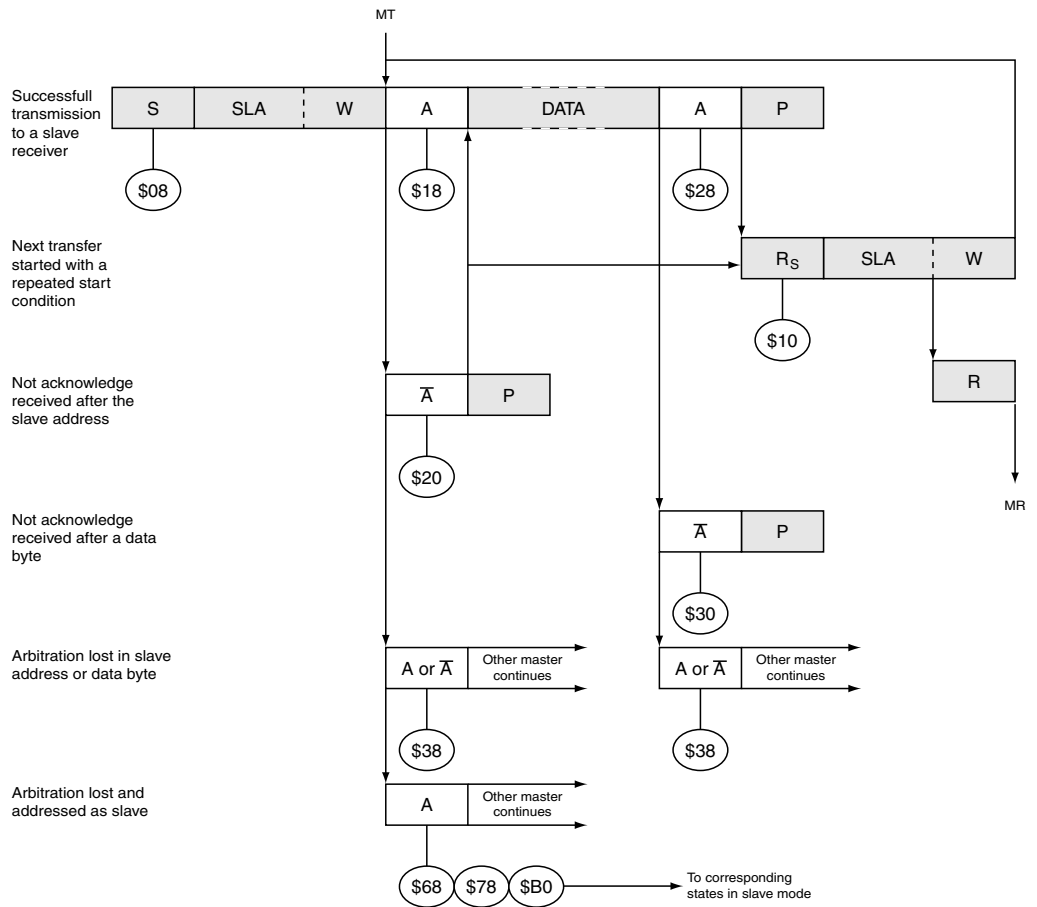 MT
Successfull
transmission
to a slave
receiver
S SLA W A DATA A P
$08 $18 $28
Next transfer
started with a
repeated start
condition
RS SLA W
$10
Not acknowledge
received after the
slave address
A̅ P
R
$20
MR
Not acknowledge
received after a data
byte
A̅ P
$30
Arbitration lost in slave
address or data byte
A or A̅
Other master
continues
A or A̅
Other master
continues
$38 $38
Arbitration lost and
addressed as slave
A
Other master
continues
$68 $78 $B0
To corresponding
states in slave mode